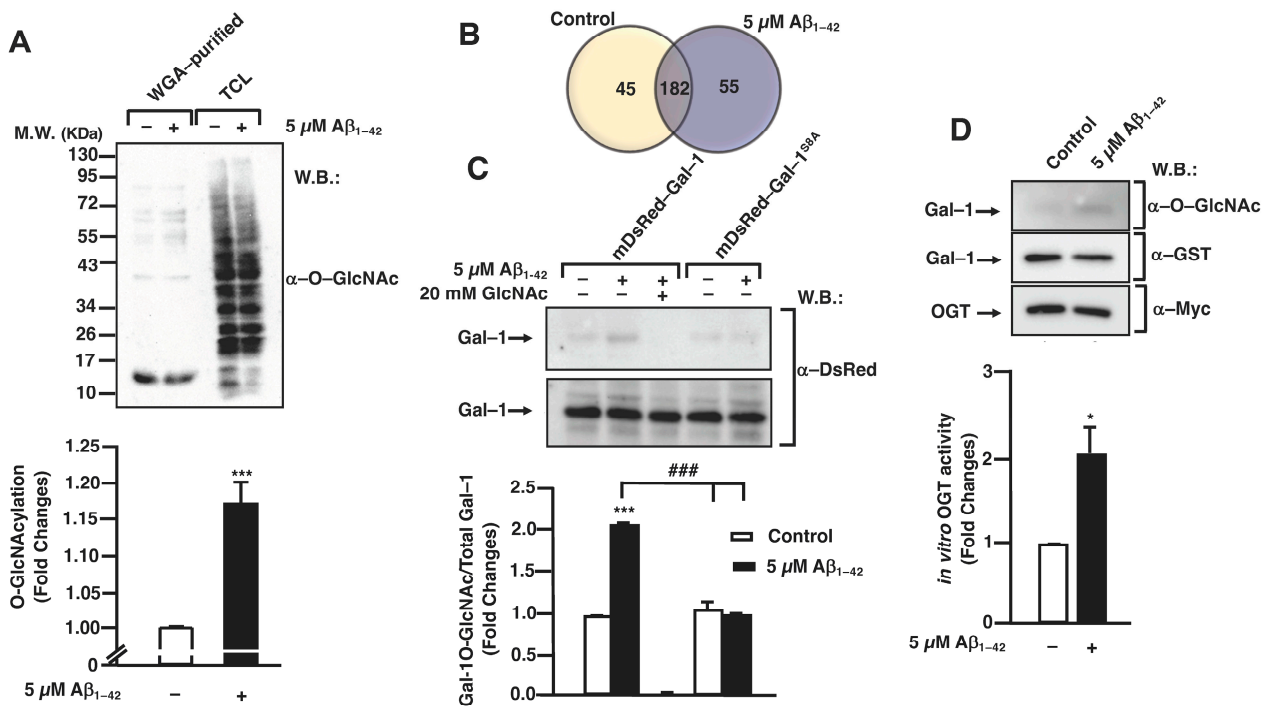 A
WGA–purified
TCL
– + – + 5 µM Aβ1–42
M.W. (KDa)
130
95
72
55
43
34
26
17
10
W.B.:
α–O–GlcNAc
O-GlcNAcylation
(Fold Changes)
1.25
1.20
1.15
1.10
1.05
1.00
0
***
5 µM Aβ1–42 – +
B
Control
5 µM Aβ1–42
45 182 55
C
mDsRed–Gal–1
mDsRed–Gal–1S8A
5 µM Aβ1-42 – + + – +
20 mM GlcNAc – – + – –
W.B.:
Gal–1
Gal–1
α–DsRed
Gal-1O-GlcNAc/Total Gal–1
(Fold Changes)
2.5
2.0
1.5
1.0
0.5
0.0
***
###
Control
5 µM Aβ1–42
D
Control
5 µM Aβ1–42
W.B.:
Gal–1 α–O–GlcNAc
Gal–1 α–GST
OGT α–Myc
in vitro OGT activity
(Fold Changes)
3
2
1
0
*
5 µM Aβ1–42 – +